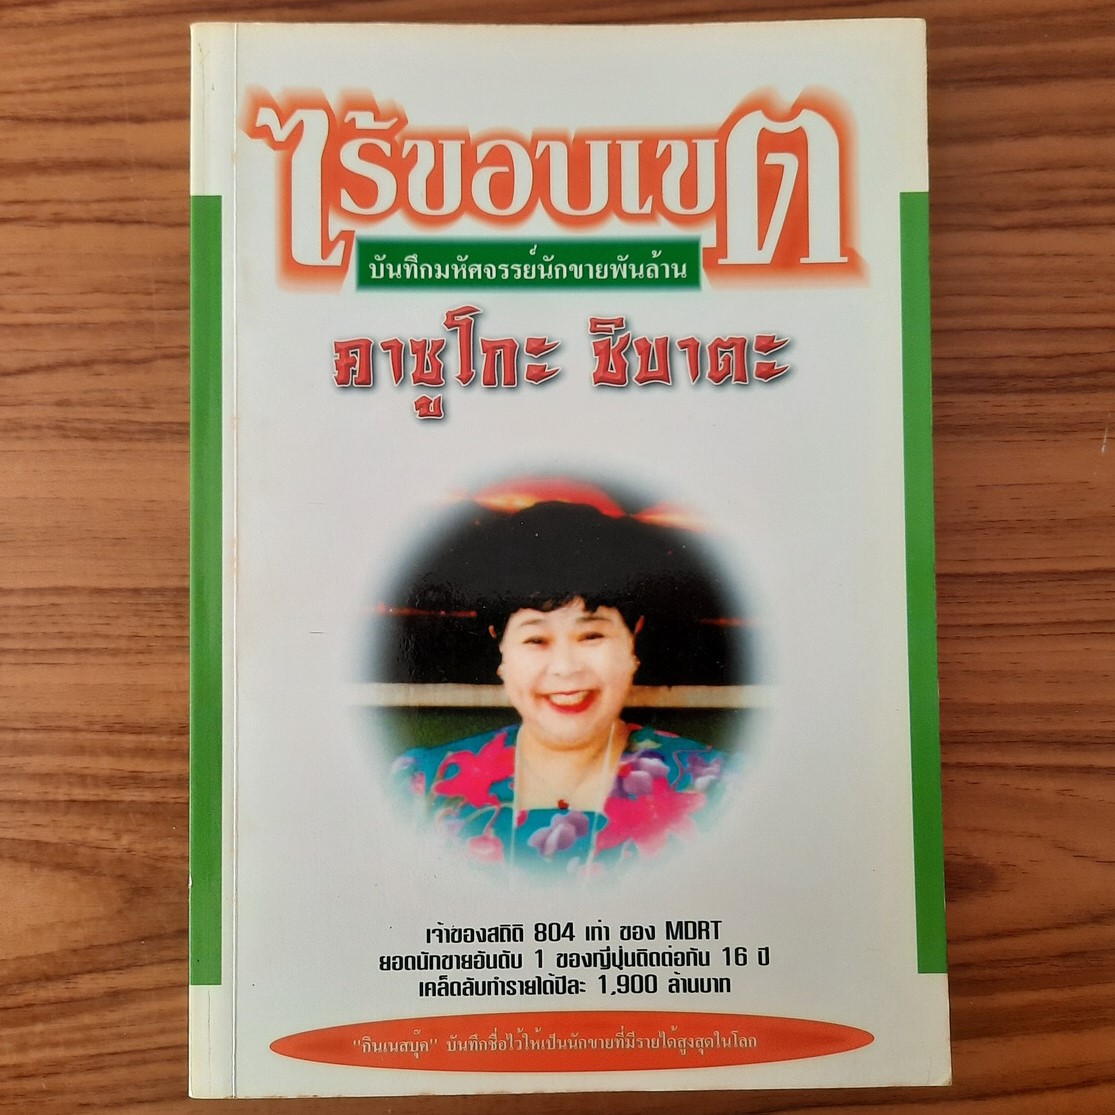 ไร้ขอบเขต
บันทึกมหัศจรรย์นักขายพันล้าน
คาซูโกะ ชิบาตะ
เจ้าของสถิติ 804 เท่า ของ MDRT
ยอดนักขายอันดับ 1 ของญี่ปุ่นติดต่อกัน 16 ปี
เคล็ดลับทำรายได้ปีละ 1,900 ล้านบาท
"กินเนสบุ๊ค" บันทึกชื่อไว้ให้เป็นนักขายที่มีรายได้สูงสุดในโลก